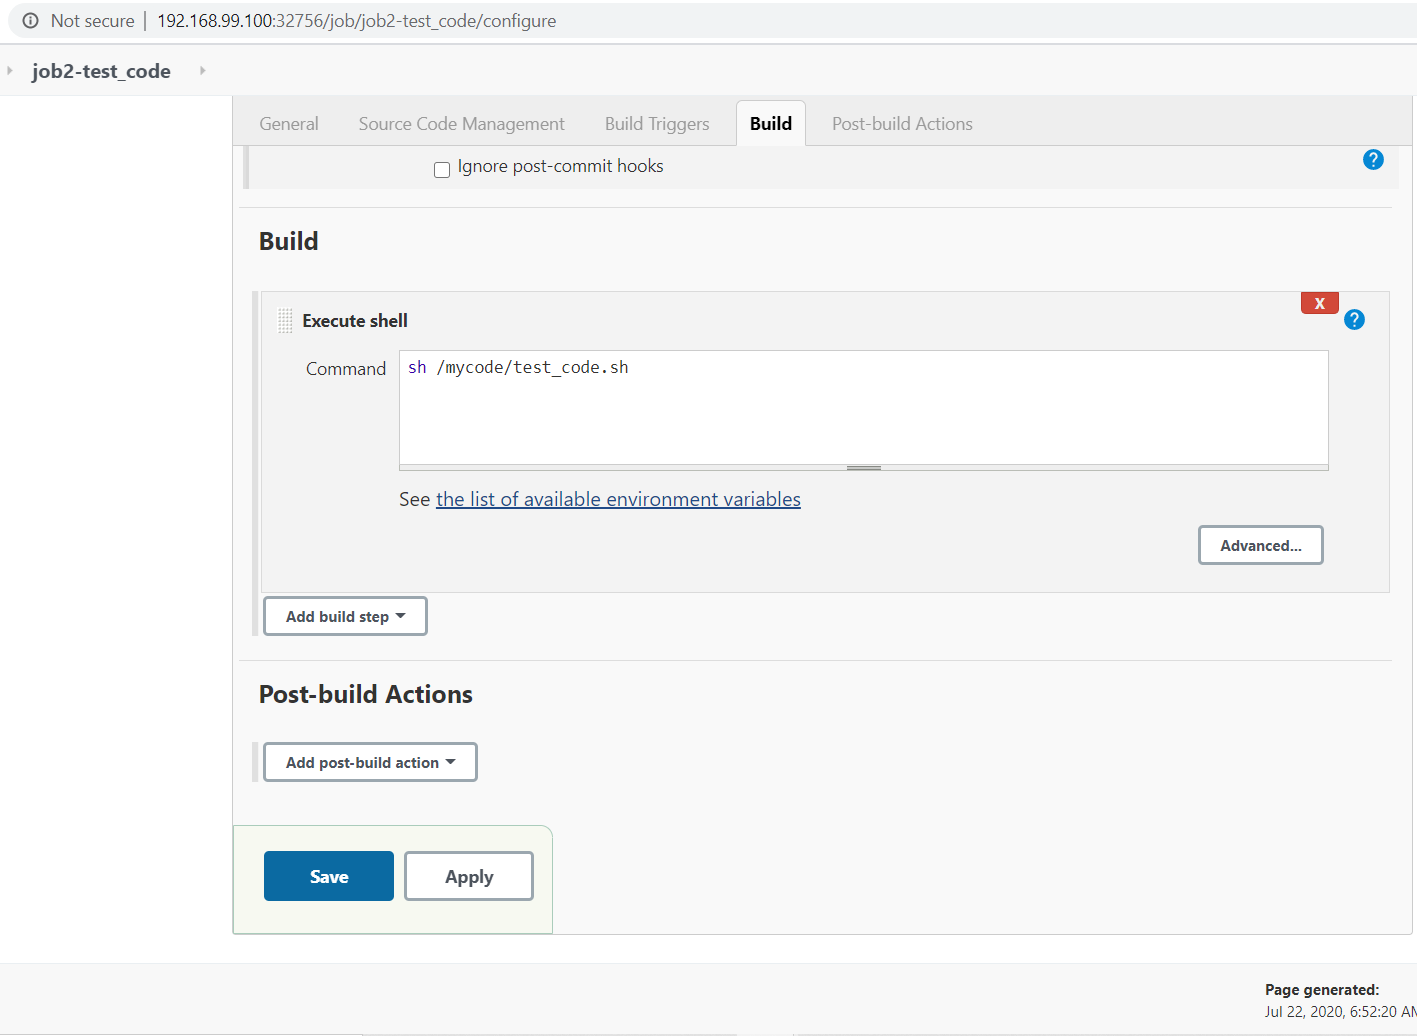 Not secure | 192.168.99.100:32756/job/job2-test_code/configure
job2-test_code
General Source Code Management Build Triggers Build Post-build Actions
Ignore post-commit hooks
?
Build
X
Execute shell
?
Command sh /mycode/test_code.sh
See the list of available environment variables
Advanced...
Add build step
Post-build Actions
Add post-build action
Save Apply
Page generated:
Jul 22, 2020, 6:52:20 AM